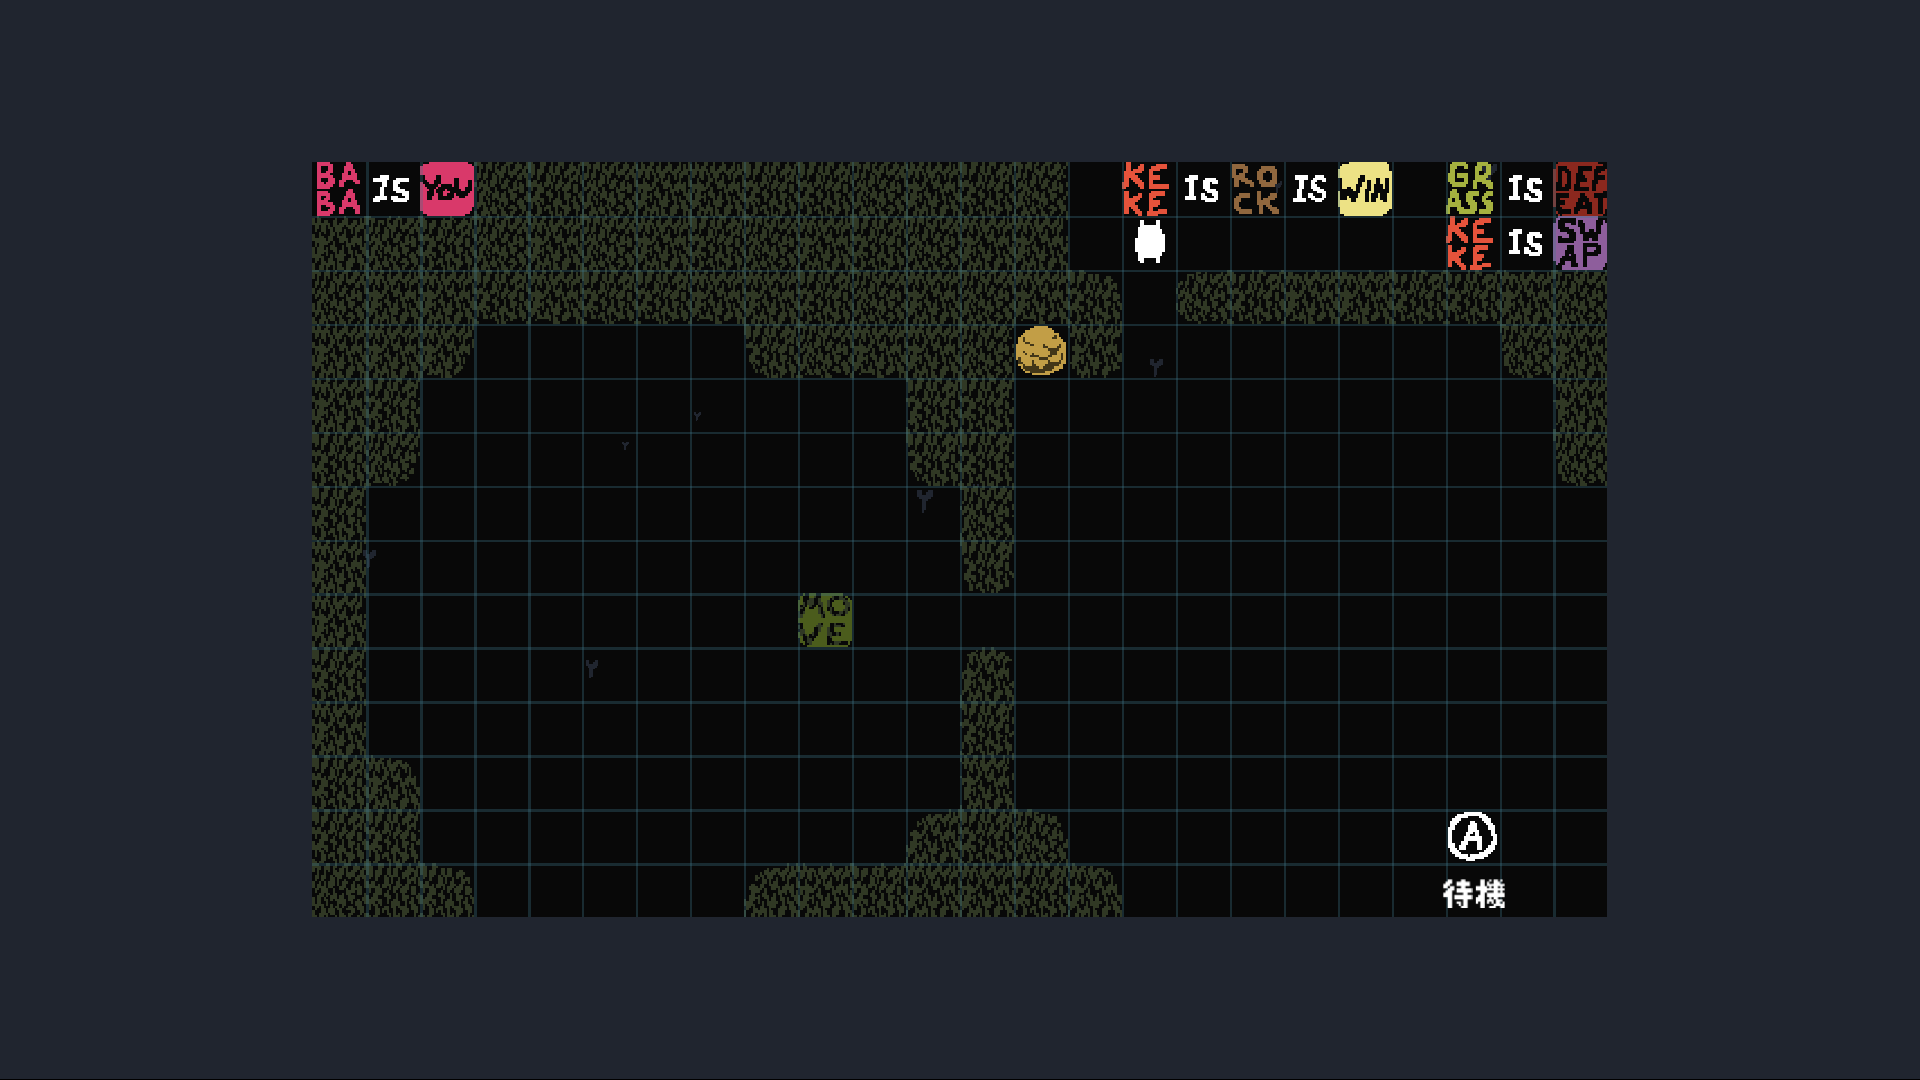 BABA IS YOU KEKE IS ROCK IS WIN GRASS IS DEFEAT
KEKE IS SWAP
MOVE
A
待機